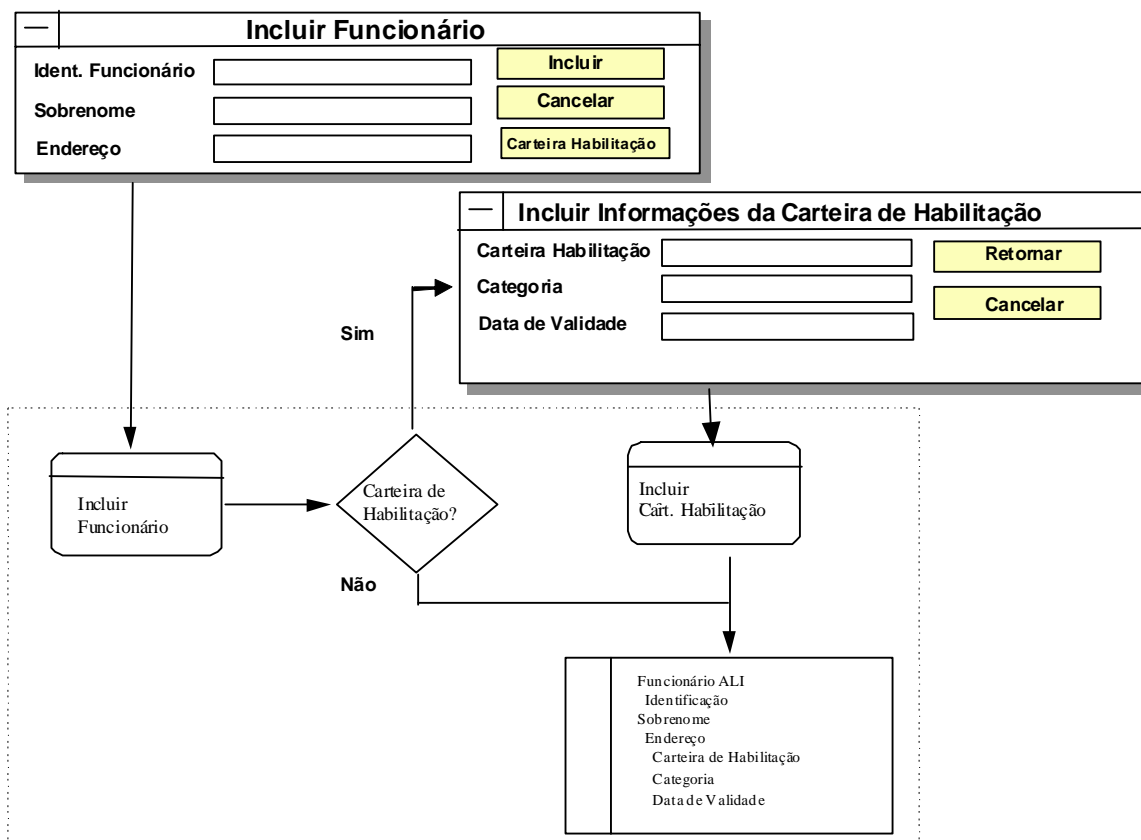 Incluir Funcionário
Ident. Funcionário
Incluir
Sobrenome
Cancelar
Endereço
Carteira Habilitação
Incluir Informações da Carteira de Habilitação
Carteira Habilitação
Retornar
Categoria
Cancelar
Data de Validade
Sim
Incluir
Funcionário
Carteira de
Habilitação?
Incluir
Cart. Habilitação
Não
Funcionário ALI
Identificação
Sobrenome
Endereço
Carteira de Habilitação
Categoria
Data de Validade